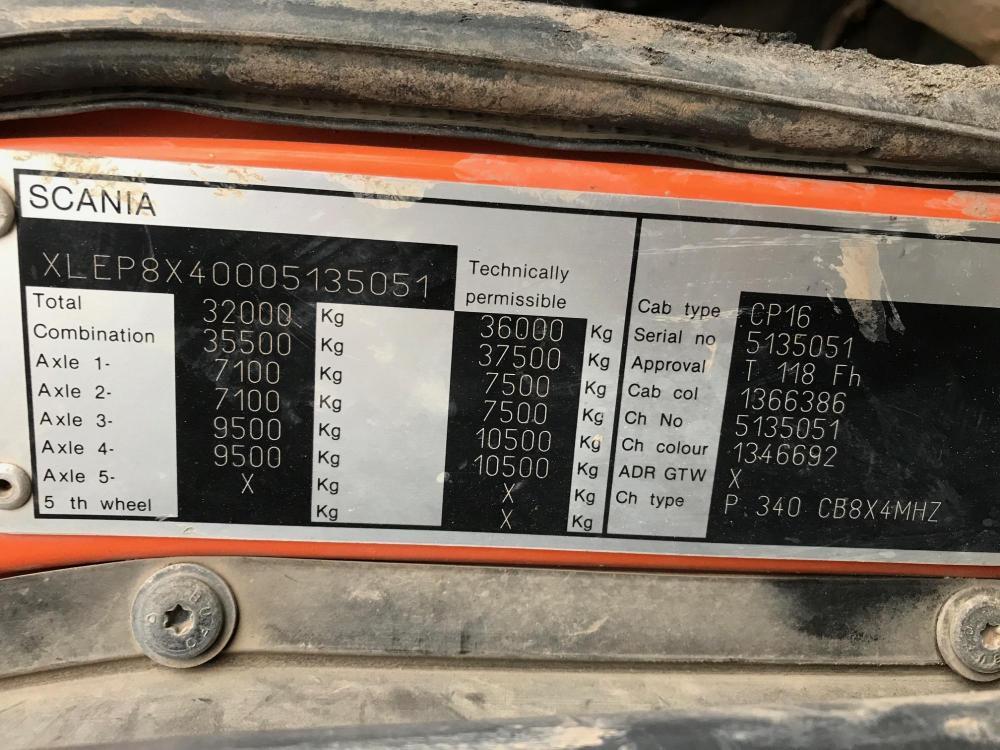 SCANIA
XLEP8X40005135051
Technically
permissible
Total 32000 Kg 36000 Kg
Combination 35500 Kg 37500 Kg
Axle 1- 7100 Kg 7500 Kg
Axle 2- 7100 Kg 7500 Kg
Axle 3- 9500 Kg 10500 Kg
Axle 4- 9500 Kg 10500 Kg
Axle 5- X Kg X Kg
5 th wheel Kg X Kg
Cab type CP16
Serial no 5135051
Approval T 118 Fh
Cab col 1366386
Ch No 5135051
Ch colour 1346692
ADR GTW X
Ch type P 340 CB8X4MHZ